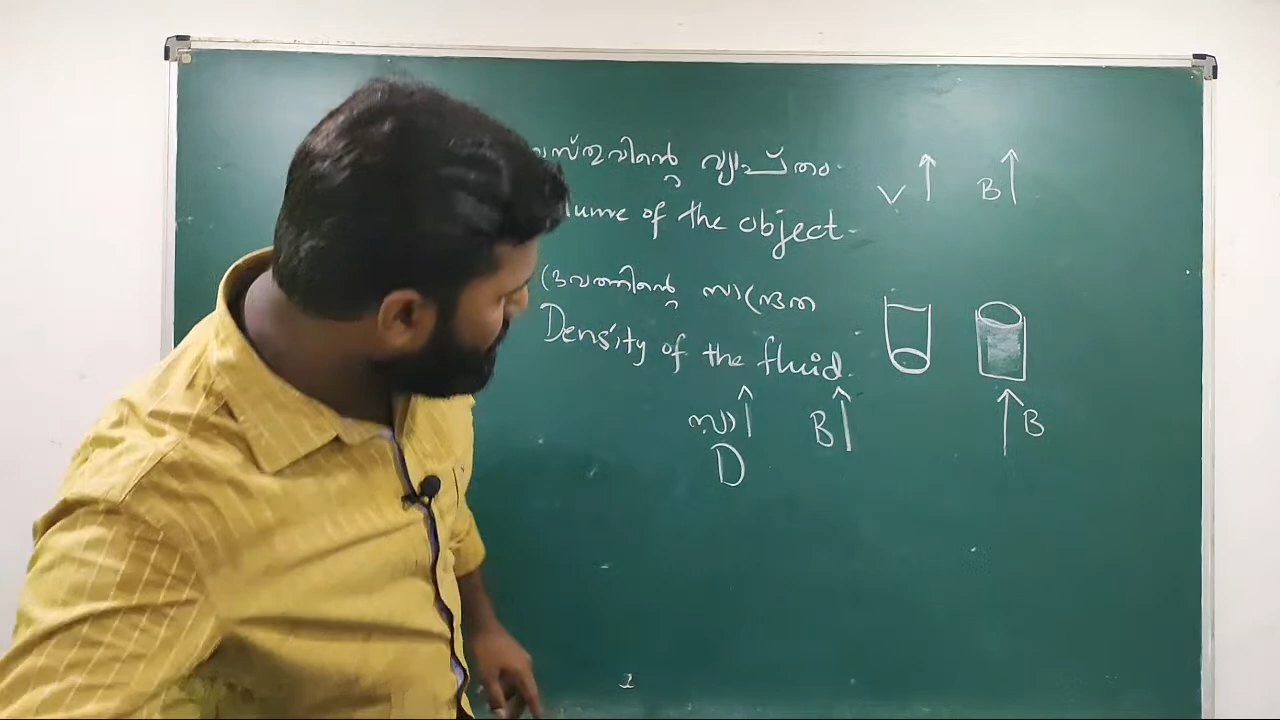 വസ്തുവിന്റെ വ്യാപ്തം. V↑ B↑
lume of the object.
ദ്രവത്തിന്റെ സാന്ദ്രത
Density of the fluid.
സാ↑ B↑ ↑B
D